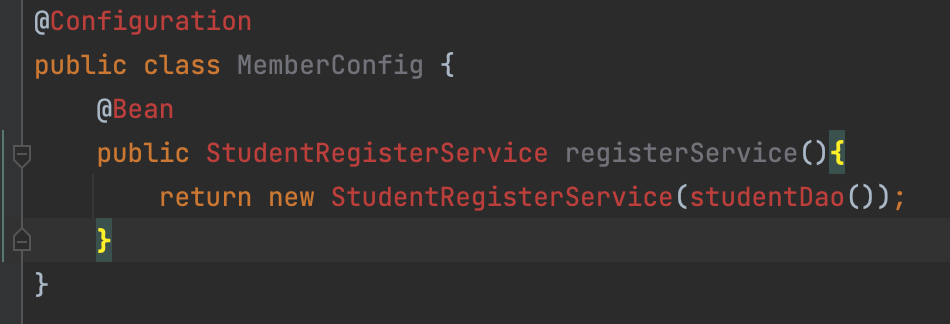 @Configuration
public class MemberConfig {
    @Bean
    public StudentRegisterService registerService(){
        return new StudentRegisterService(studentDao());
    }
}